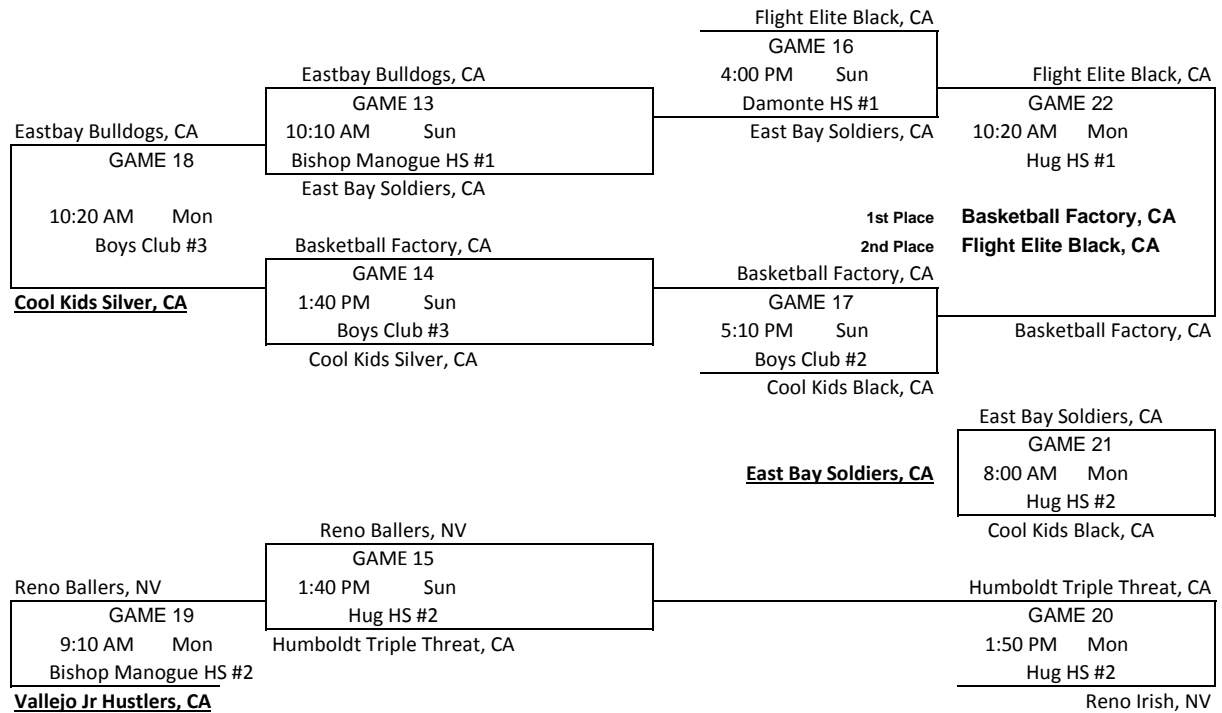 Flight Elite Black, CA
GAME 16
Eastbay Bulldogs, CA 4:00 PM Sun Flight Elite Black, CA
GAME 13 Damonte HS #1 GAME 22
Eastbay Bulldogs, CA 10:10 AM Sun East Bay Soldiers, CA 10:20 AM Mon
GAME 18 Bishop Manogue HS #1 Hug HS #1
East Bay Soldiers, CA
10:20 AM Mon 1st Place Basketball Factory, CA
Boys Club #3 Basketball Factory, CA 2nd Place Flight Elite Black, CA
GAME 14 Basketball Factory, CA
Cool Kids Silver, CA 1:40 PM Sun GAME 17
Boys Club #3 5:10 PM Sun Basketball Factory, CA
Cool Kids Silver, CA Boys Club #2
Cool Kids Black, CA
East Bay Soldiers, CA
GAME 21
East Bay Soldiers, CA 8:00 AM Mon
Hug HS #2
Reno Ballers, NV Cool Kids Black, CA
GAME 15
Reno Ballers, NV 1:40 PM Sun Humboldt Triple Threat, CA
GAME 19 Hug HS #2 GAME 20
9:10 AM Mon Humboldt Triple Threat, CA 1:50 PM Mon
Bishop Manogue HS #2 Hug HS #2
Vallejo Jr Hustlers, CA Reno Irish, NV